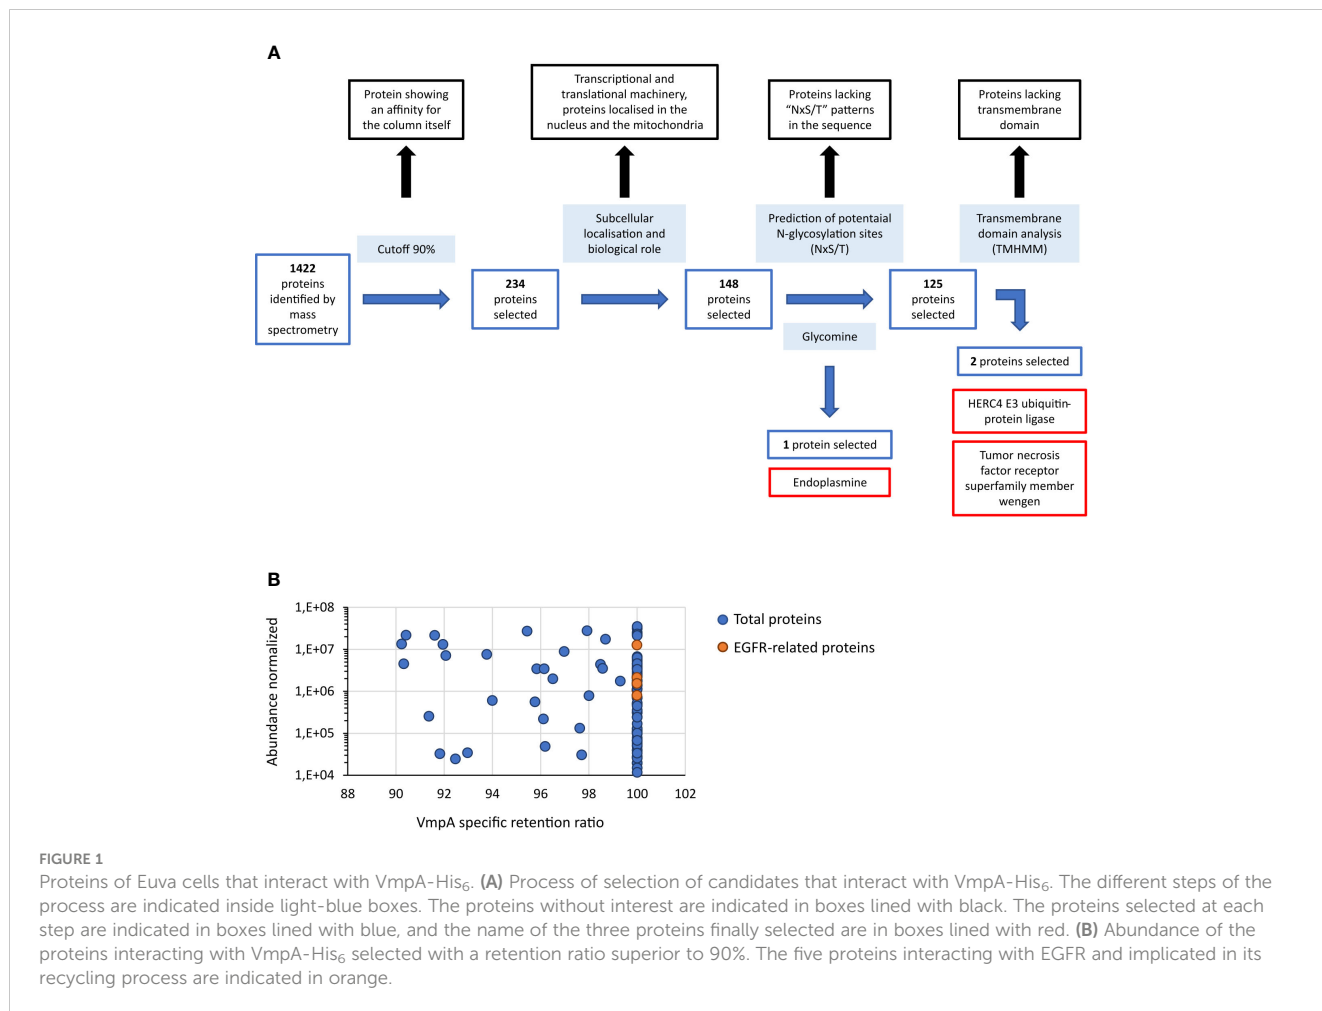 A
Protein showing
an affinity for
the column itself
Transcriptional and
translational machinery,
proteins localised in the
nucleus and the mitochondria
Proteins lacking
“NxS/T” patterns
in the sequence
Proteins lacking
transmembrane
domain
Cutoff 90%
Subcellular
localisation and
biological role
Prediction of potentaial
N-glycosylation sites
(NxS/T)
Transmembrane
domain analysis
(TMHMM)
1422
proteins
identified by
mass
spectrometry
234
proteins
selected
148
proteins
selected
125
proteins
selected
Glycomine
1 protein selected
Endoplasmine
2 proteins selected
HERC4 E3 ubiquitin-
protein ligase
Tumor necrosis
factor receptor
superfamily member
wengen
B
Abundance normalized
1,E+08
1,E+07
1,E+06
1,E+05
1,E+04
88 90 92 94 96 98 100 102
VmpA specific retention ratio
Total proteins
EGFR-related proteins
FIGURE 1
Proteins of Euva cells that interact with VmpA-His6. (A) Process of selection of candidates that interact with VmpA-His6. The different steps of the
process are indicated inside light-blue boxes. The proteins without interest are indicated in boxes lined with black. The proteins selected at each
step are indicated in boxes lined with blue, and the name of the three proteins finally selected are in boxes lined with red. (B) Abundance of the
proteins interacting with VmpA-His6 selected with a retention ratio superior to 90%. The five proteins interacting with EGFR and implicated in its
recycling process are indicated in orange.